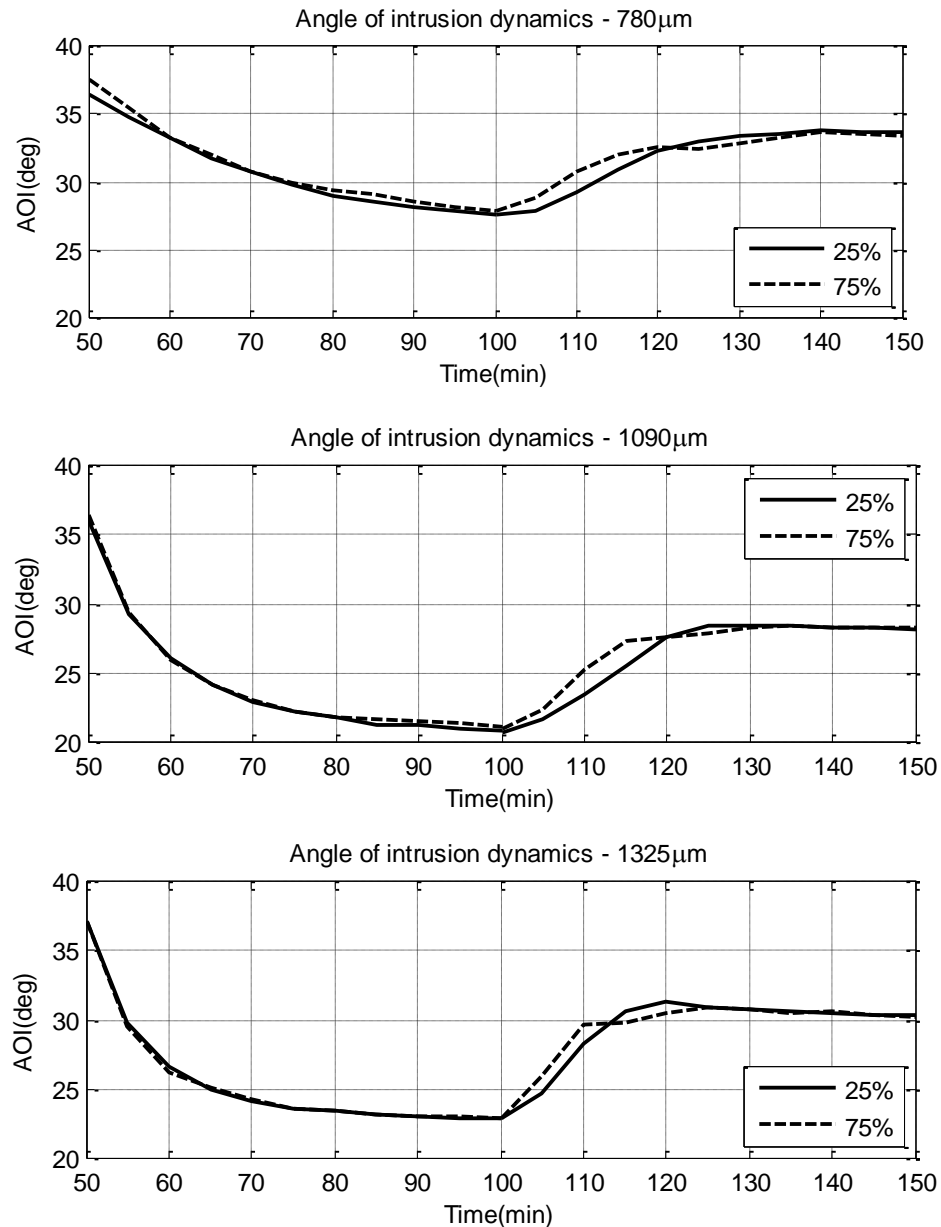 Angle of intrusion dynamics - 780μm
40
35
30
25
20
AOI(deg)
25%
75%
50 60 70 80 90 100 110 120 130 140 150
Time(min)
Angle of intrusion dynamics - 1090μm
40
35
30
25
20
AOI(deg)
25%
75%
50 60 70 80 90 100 110 120 130 140 150
Time(min)
Angle of intrusion dynamics - 1325μm
40
35
30
25
20
AOI(deg)
25%
75%
50 60 70 80 90 100 110 120 130 140 150
Time(min)